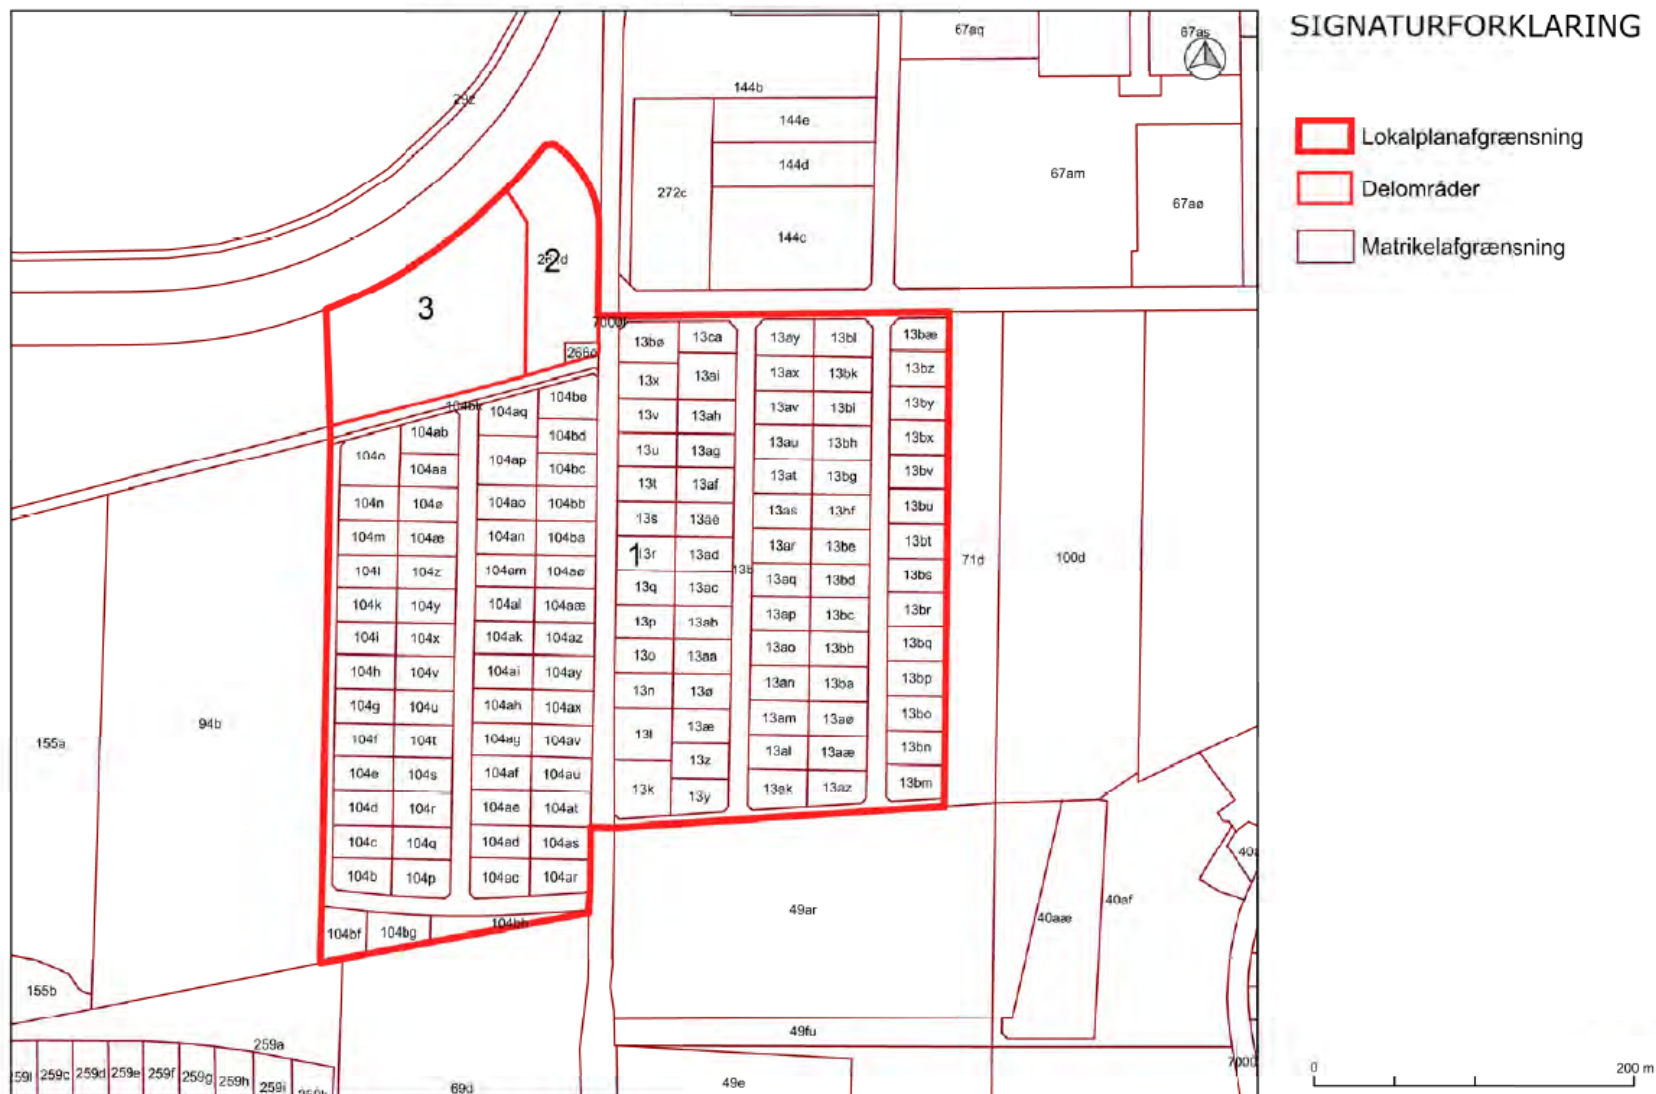 SIGNATURFORKLARING
Lokalplanafgrænsning
Delområder
Matrikelafgrænsning
0 200 m
67aq
67as
29z
144b
144e
144d
272c
144c
67am
67aø
2
3
13bø 13ca 13ay 13bl 13bæ
13x 13ai 13ax 13bk 13bz
13v 13ah 13av 13bi 13by
13u 13ag 13au 13bh 13bx
13t 13af 13at 13bg 13bv
13s 13ae 13as 13bf 13bu
1 13r 13ad 13ar 13be 13bt
13q 13ac 13aq 13bd 13bs
13p 13ab 13ap 13bc 13br
13o 13aa 13ao 13bb 13bq
13n 13ø 13an 13ba 13bp
13l 13æ 13am 13aø 13bo
13z 13al 13aæ 13bn
13k 13y 13ak 13az 13bm
71d
100d
104aq 104be
104ab 104bd
104o 104aa 104ap 104bc
104n 104ø 104ao 104bb
104m 104æ 104an 104ba
104l 104z 104am 104aø
104k 104y 104al 104aæ
104i 104x 104ak 104az
104h 104v 104ai 104ay
104g 104u 104ah 104ax
104f 104t 104ag 104av
104e 104s 104af 104au
104d 104r 104ae 104at
104c 104q 104ad 104as
104b 104p 104ac 104ar
104bf 104bg 104bh
94b
155a
155b
49ar
40aæ
40af
49fu
49e
69d
259a
259c 259d 259e 259f 259g 259h 259i